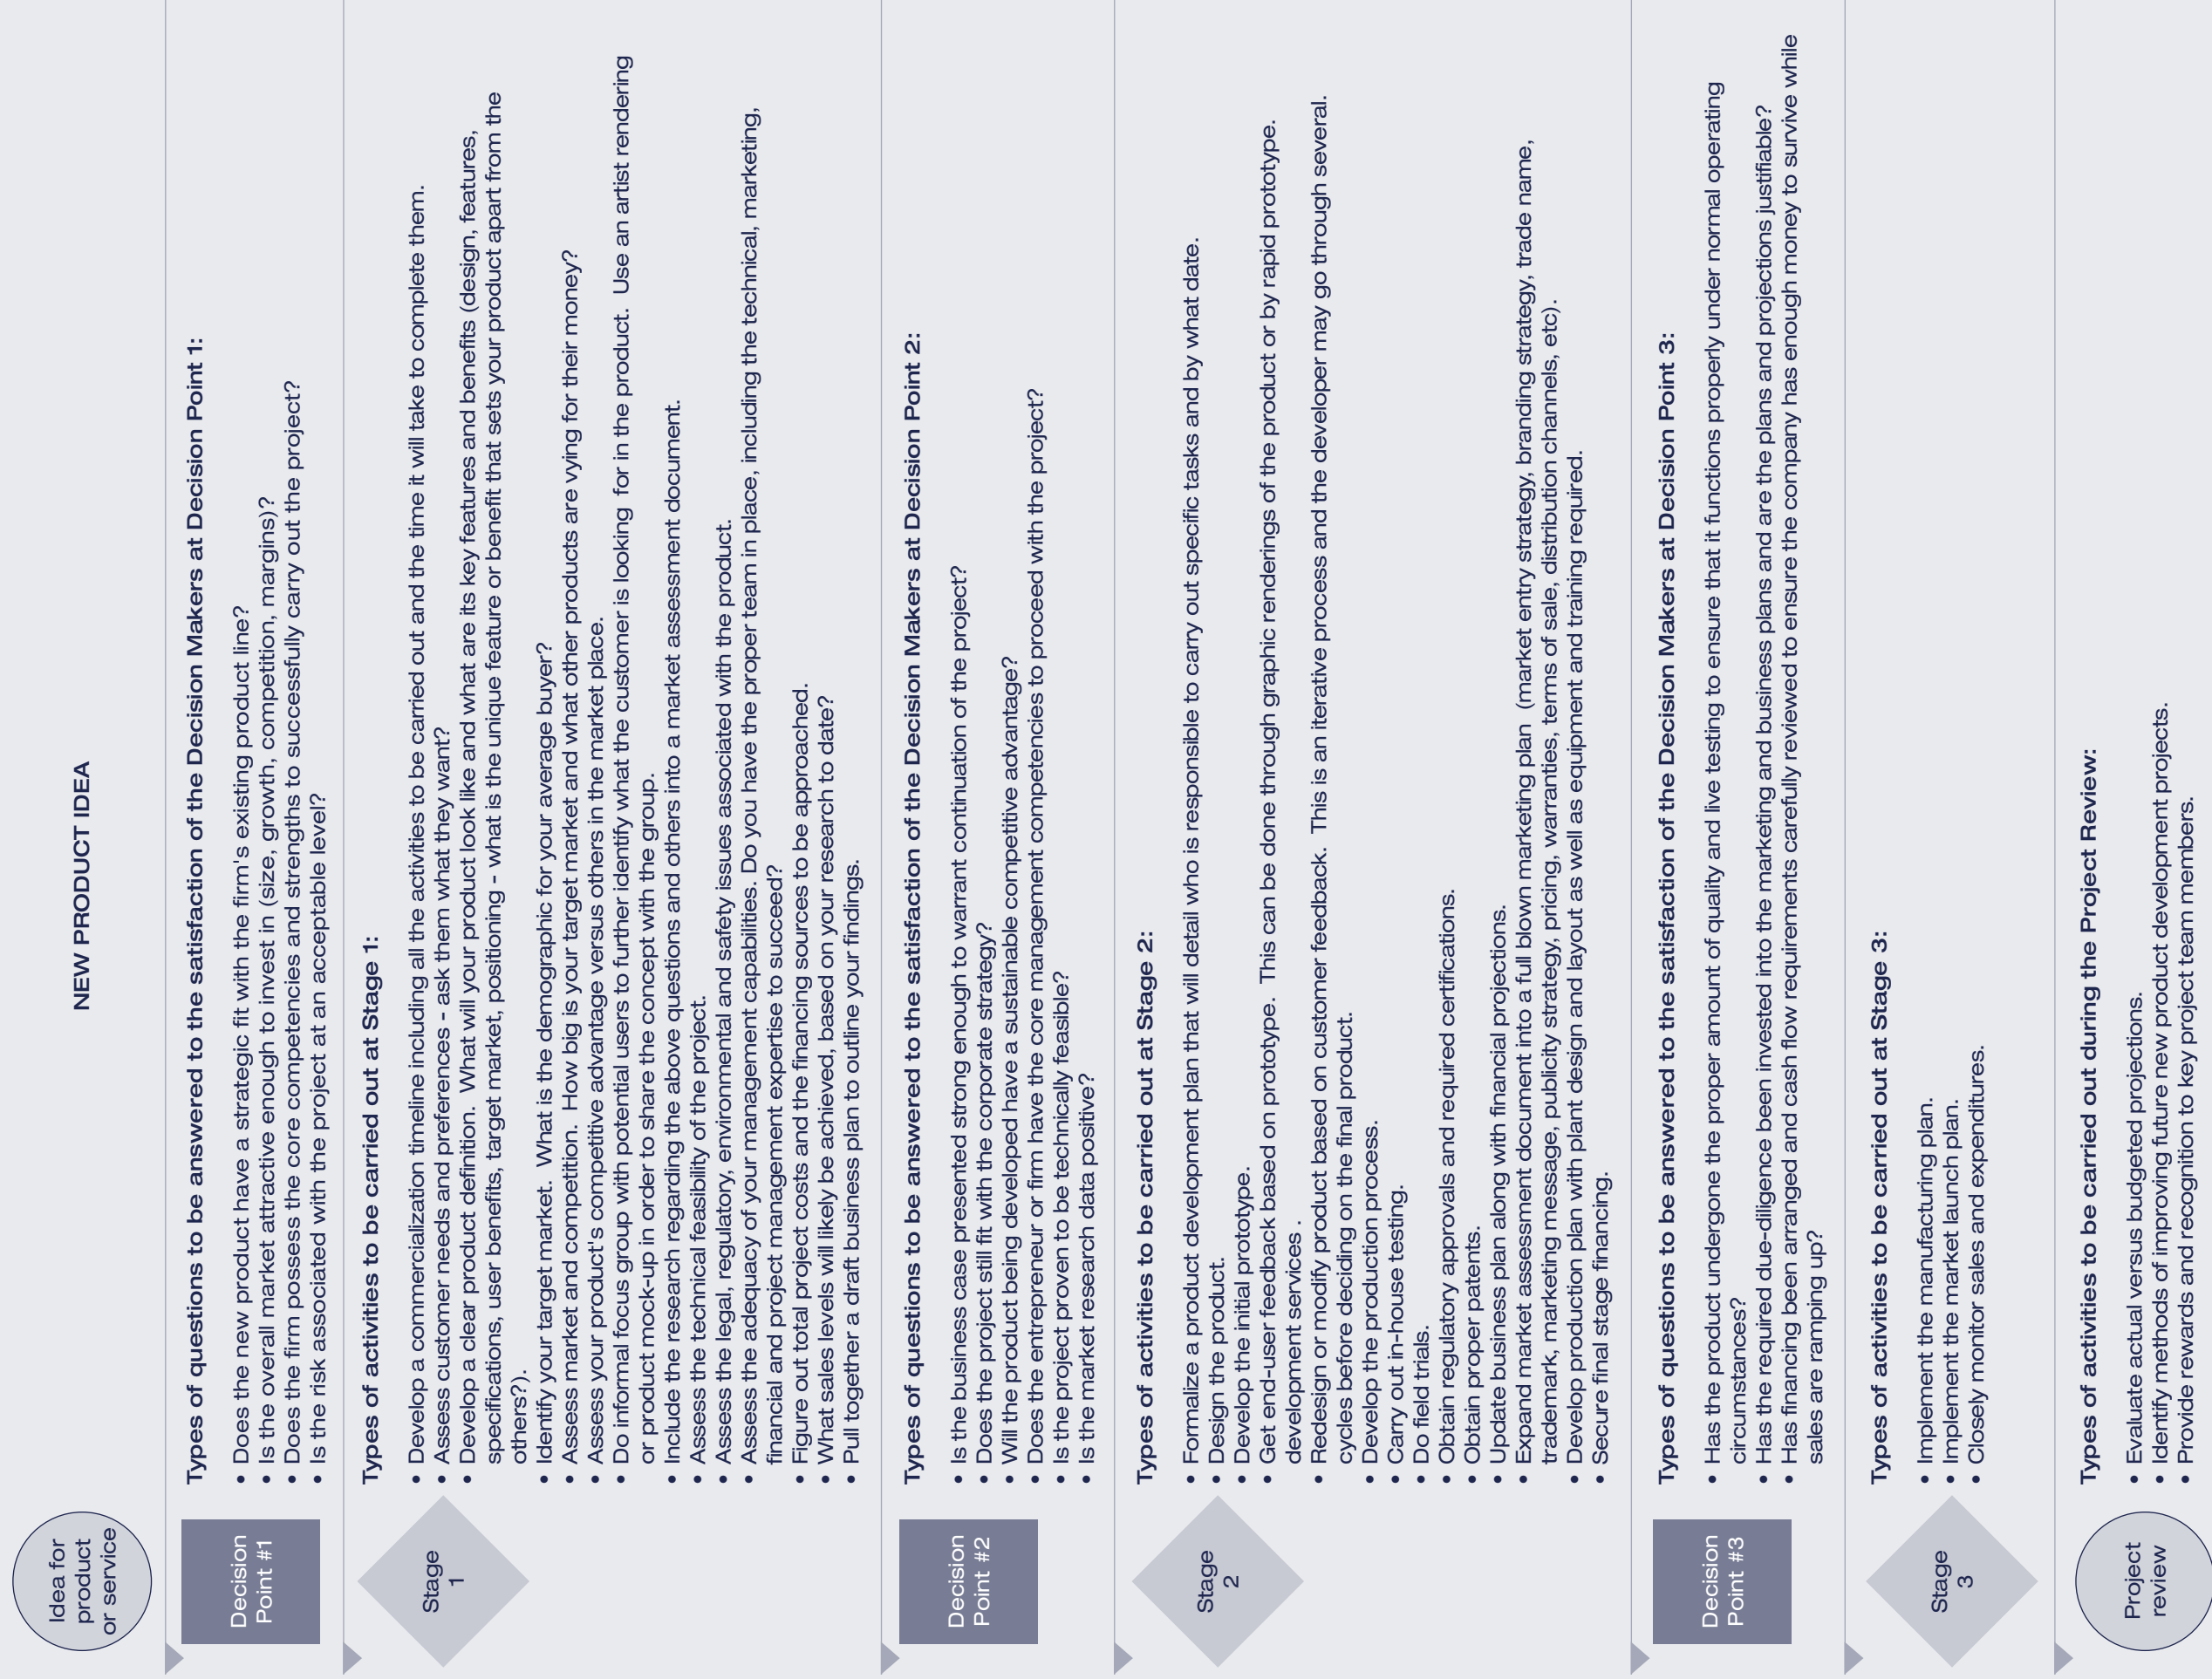 NEW PRODUCT IDEA
Idea for
product
or service
Decision
Point #1
Types of questions to be answered to the satisfaction of the Decision Makers at Decision Point 1:
• Does the new product have a strategic fit with the firm's existing product line?
• Is the overall market attractive enough to invest in (size, growth, competition, margins)?
• Does the firm possess the core competencies and strengths to successfully carry out the project?
• Is the risk associated with the project at an acceptable level?
Stage
1
Types of activities to be carried out at Stage 1:
• Develop a commercialization timeline including all the activities to be carried out and the time it will take to complete them.
• Assess customer needs and preferences - ask them what they want?
• Develop a clear product definition. What will your product look like and what are its key features and benefits (design, features,
specifications, user benefits, target market, positioning - what is the unique feature or benefit that sets your product apart from the
others?).
• Identify your target market. What is the demographic for your average buyer?
• Assess market and competition. How big is your target market and what other products are vying for their money?
• Assess your product's competitive advantage versus others in the market place.
• Do informal focus group with potential users to further identify what the customer is looking for in the product. Use an artist rendering
or product mock-up in order to share the concept with the group.
• Include the research regarding the above questions and others into a market assessment document.
• Assess the technical feasibility of the project.
• Assess the legal, regulatory, environmental and safety issues associated with the product.
• Assess the adequacy of your management capabilities. Do you have the proper team in place, including the technical, marketing,
financial and project management expertise to succeed?
• Figure out total project costs and the financing sources to be approached.
• What sales levels will likely be achieved, based on your research to date?
• Pull together a draft business plan to outline your findings.
Decision
Point #2
Types of questions to be answered to the satisfaction of the Decision Makers at Decision Point 2:
• Is the business case presented strong enough to warrant continuation of the project?
• Does the project still fit with the corporate strategy?
• Will the product being developed have a sustainable competitive advantage?
• Does the entrepreneur or firm have the core management competencies to proceed with the project?
• Is the project proven to be technically feasible?
• Is the market research data positive?
Stage
2
Types of activities to be carried out at Stage 2:
• Formalize a product development plan that will detail who is responsible to carry out specific tasks and by what date.
• Design the product.
• Develop the initial prototype.
• Get end-user feedback based on prototype. This can be done through graphic renderings of the product or by rapid prototype.
development services .
• Redesign or modify product based on customer feedback. This is an iterative process and the developer may go through several.
cycles before deciding on the final product.
• Develop the production process.
• Carry out in-house testing.
• Do field trials.
• Obtain regulatory approvals and required certifications.
• Obtain proper patents.
• Update business plan along with financial projections.
• Expand market assessment document into a full blown marketing plan (market entry strategy, branding strategy, trade name,
trademark, marketing message, publicity strategy, pricing, warranties, terms of sale, distribution channels, etc).
• Develop production plan with plant design and layout as well as equipment and training required.
• Secure final stage financing.
Decision
Point #3
Types of questions to be answered to the satisfaction of the Decision Makers at Decision Point 3:
• Has the product undergone the proper amount of quality and live testing to ensure that it functions properly under normal operating
circumstances?
• Has the required due-diligence been invested into the marketing and business plans and are the plans and projections justifiable?
• Has financing been arranged and cash flow requirements carefully reviewed to ensure the company has enough money to survive while
sales are ramping up?
Stage
3
Types of activities to be carried out at Stage 3:
• Implement the manufacturing plan.
• Implement the market launch plan.
• Closely monitor sales and expenditures.
Project
review
Types of activities to be carried out during the Project Review:
• Evaluate actual versus budgeted projections.
• Identify methods of improving future new product development projects.
• Provide rewards and recognition to key project team members.